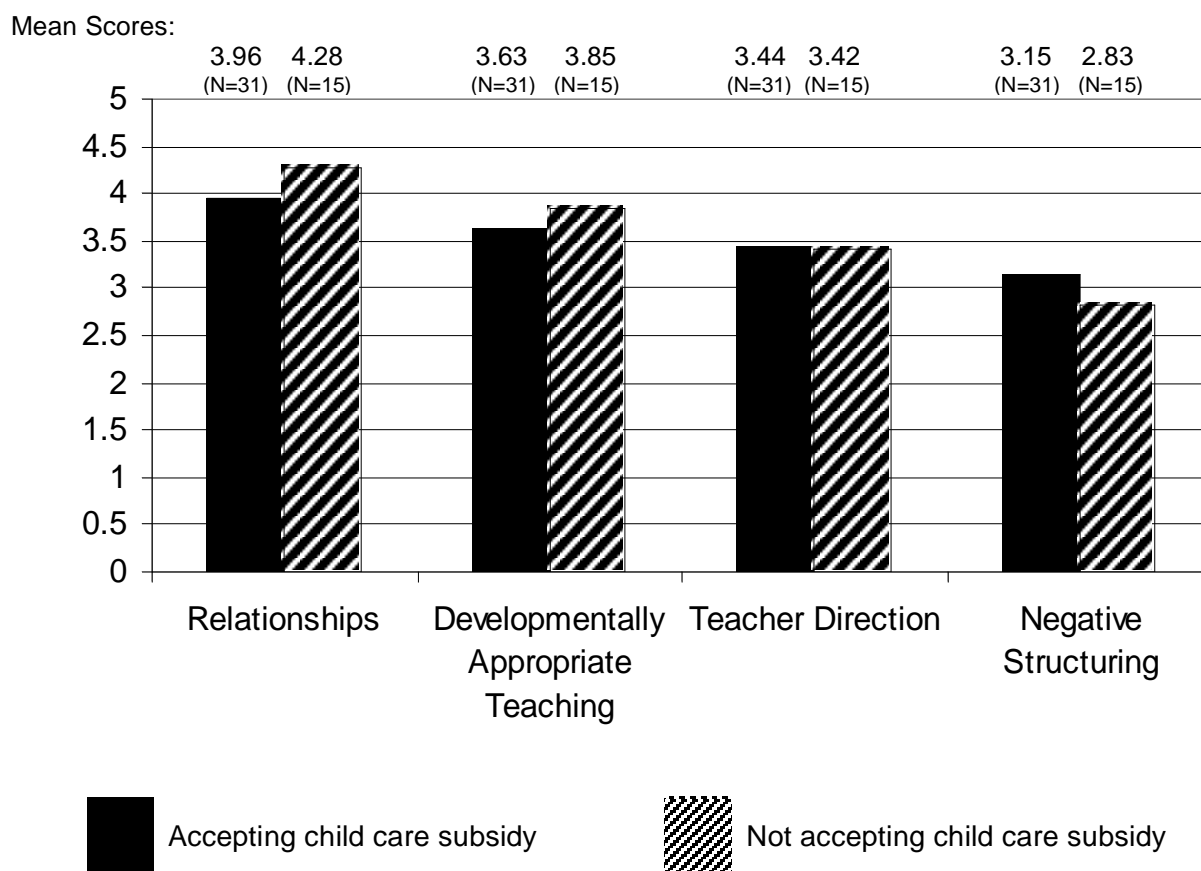 Mean Scores:
3.96 4.28 3.63 3.85 3.44 3.42 3.15 2.83
(N=31) (N=15) (N=31) (N=15) (N=31) (N=15) (N=31) (N=15)
5
4.5
4
3.5
3
2.5
2
1.5
1
0.5
0
Relationships Developmentally Teacher Direction Negative
Appropriate Structuring
Teaching
Accepting child care subsidy Not accepting child care subsidy